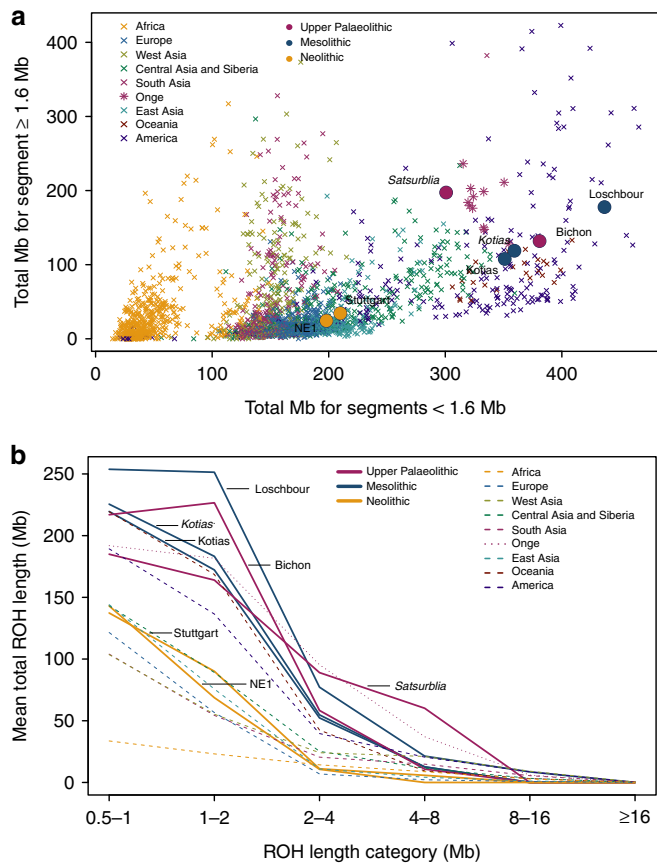 a
Total Mb for segment ≥ 1.6 Mb
400
300
200
100
0
Africa
Europe
West Asia
Central Asia and Siberia
South Asia
Onge
East Asia
Oceania
America
Upper Palaeolithic
Mesolithic
Neolithic
Satsurblia
Loschbour
Bichon
Kotias
Kotias
Stuttgart
NE1
0 100 200 300 400
Total Mb for segments < 1.6 Mb
b
Mean total ROH length (Mb)
250
200
150
100
50
0
Upper Palaeolithic
Mesolithic
Neolithic
Africa
Europe
West Asia
Central Asia and Siberia
South Asia
Onge
East Asia
Oceania
America
Loschbour
Kotias
Kotias
Bichon
Stuttgart
NE1
Satsurblia
0.5–1 1–2 2–4 4–8 8–16 ≥16
ROH length category (Mb)